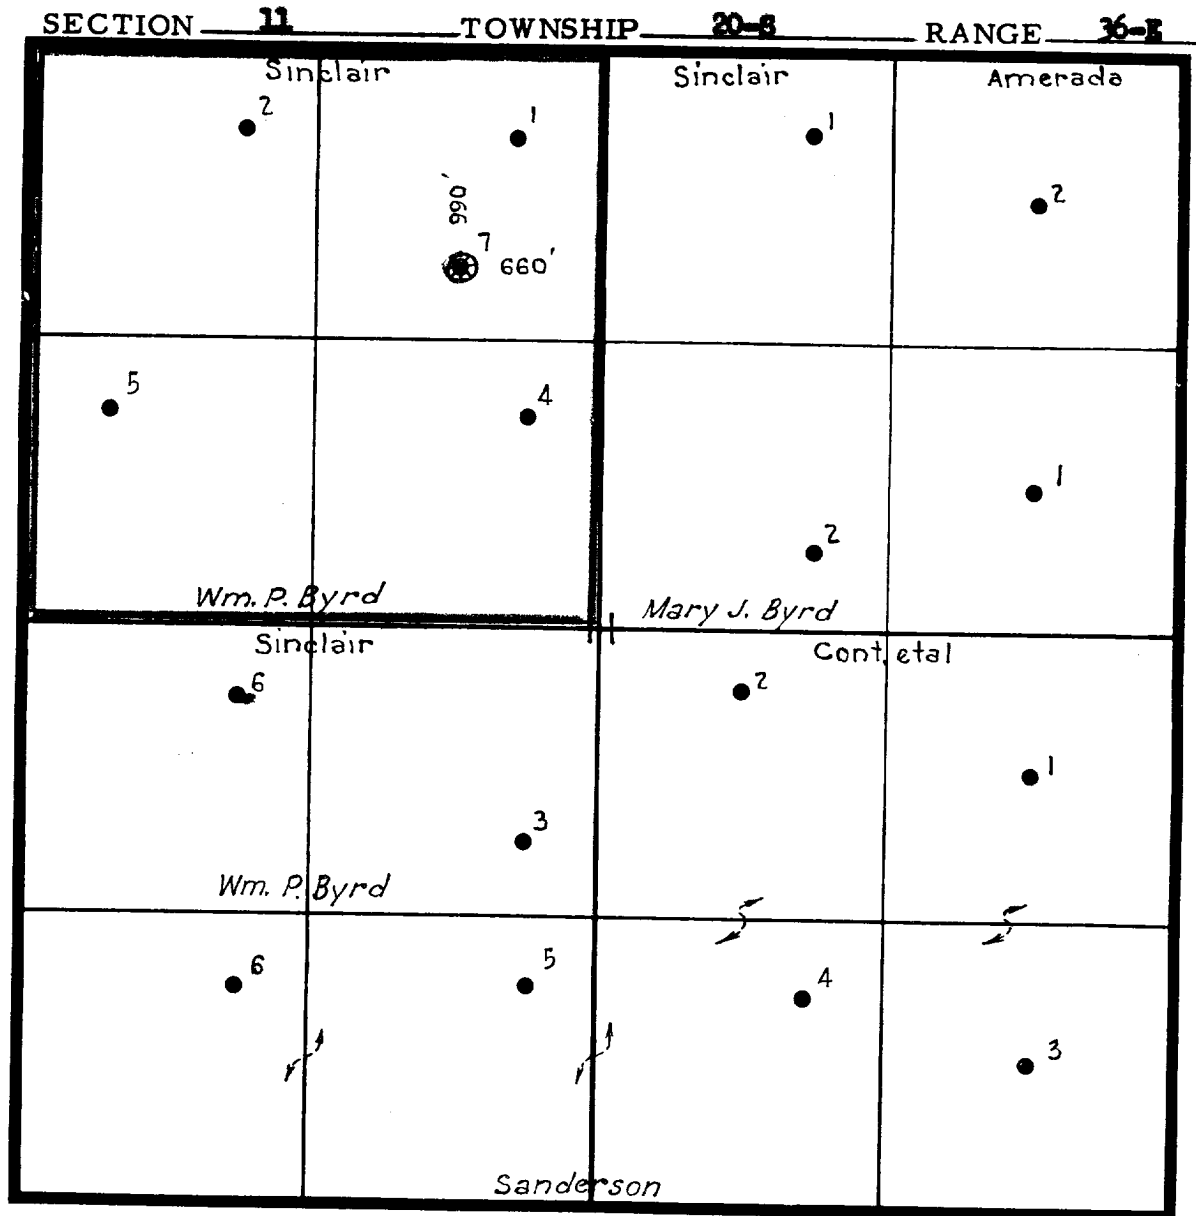 SECTION 11 TOWNSHIP 20-S RANGE 36-E
Sinclair Sinclair Amerada
2 1 1
2
990'
7
660'
5 4
1
2
Wm. P. Byrd Mary J. Byrd
Sinclair Cont. etal
6 2
1
3
Wm. P. Byrd
6 5 4
3
Sanderson